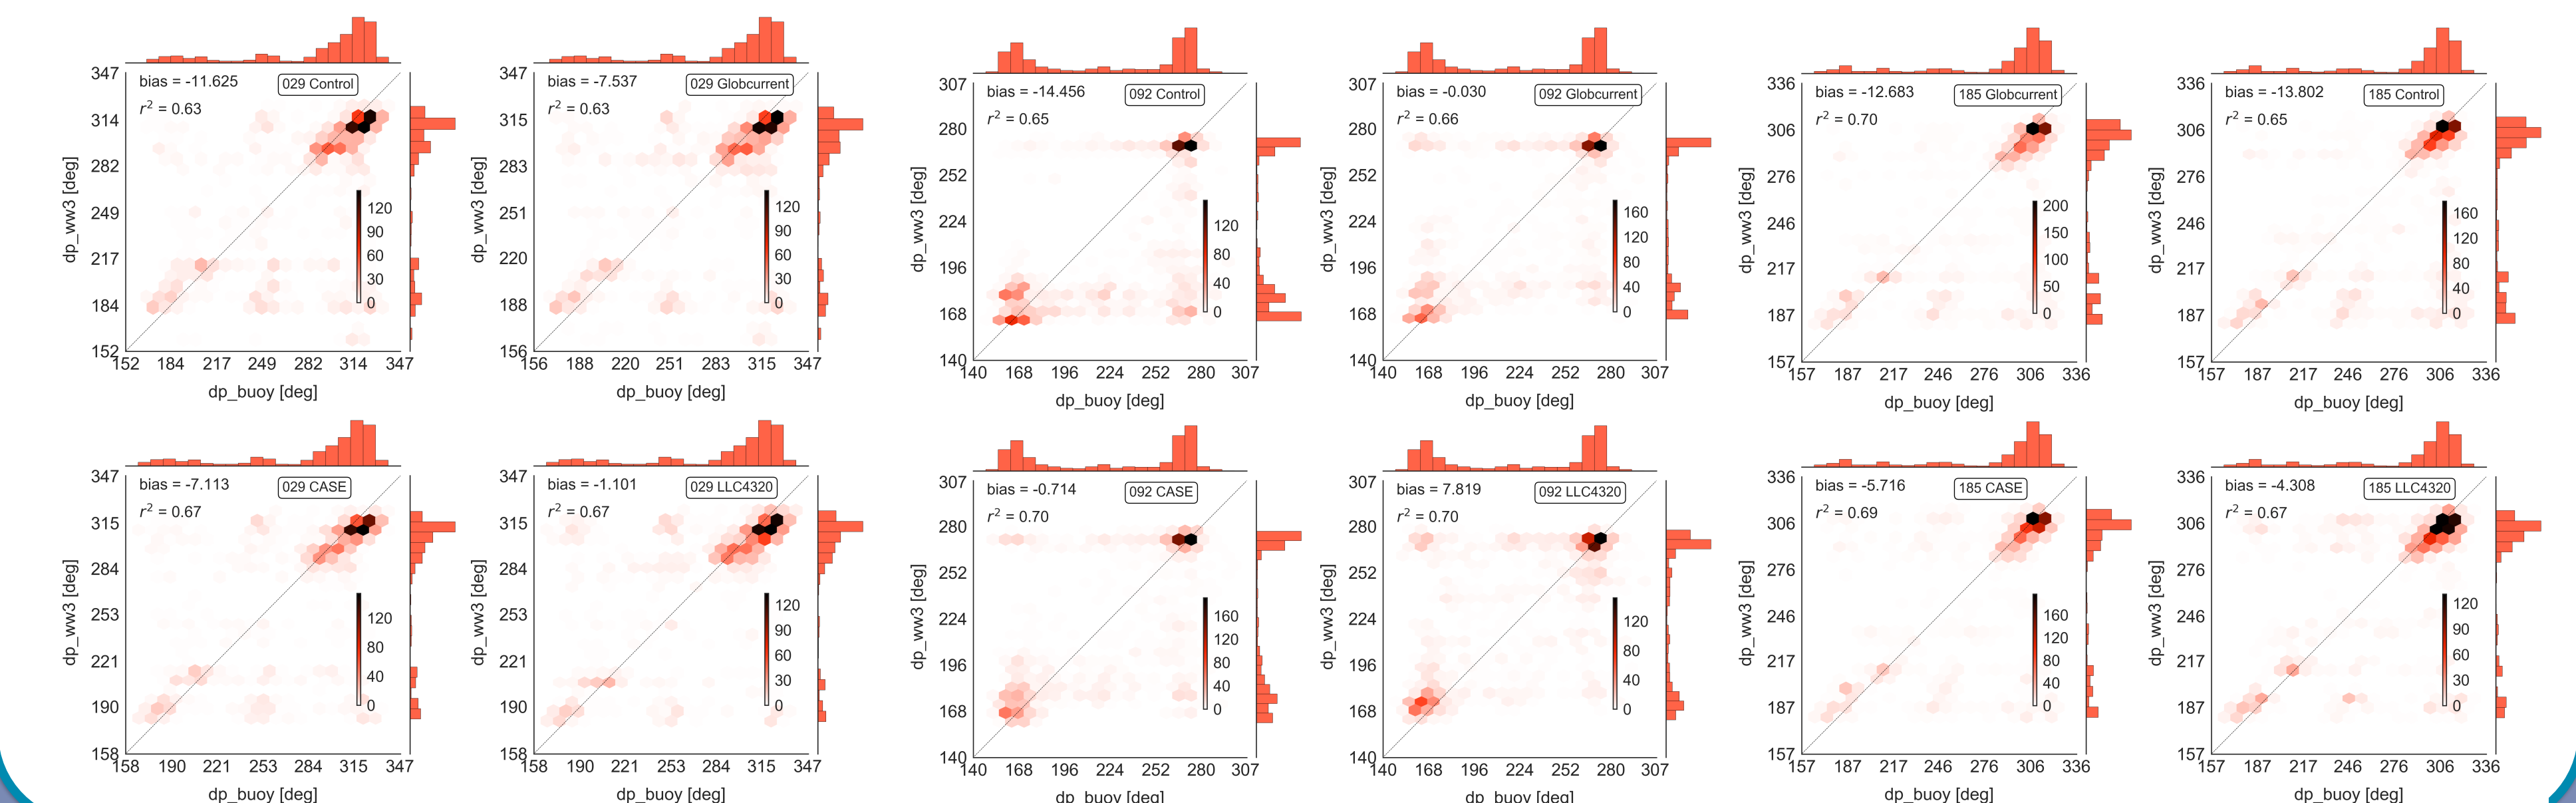 bias = -11.625
029 Control
r² = 0.63
347
314
282
249
217
184
152
dp_ww3 [deg]
120
90
60
30
0
152 184 217 249 282 314 347
dp_buoy [deg]
bias = -7.537
029 Globcurrent
r² = 0.63
347
315
283
251
220
188
156
dp_ww3 [deg]
120
90
60
30
0
156 188 220 251 283 315 347
dp_buoy [deg]
bias = -14.456
092 Control
r² = 0.65
307
280
252
224
196
168
140
dp_ww3 [deg]
120
80
40
0
140 168 196 224 252 280 307
dp_buoy [deg]
bias = -0.030
092 Globcurrent
r² = 0.66
307
280
252
224
196
168
140
dp_ww3 [deg]
160
120
80
40
0
140 168 196 224 252 280 307
dp_buoy [deg]
bias = -12.683
185 Globcurrent
r² = 0.70
336
306
276
246
217
187
157
dp_ww3 [deg]
200
150
100
50
0
157 187 217 246 276 306 336
dp_buoy [deg]
bias = -13.802
185 Control
r² = 0.65
336
306
276
246
217
187
157
dp_ww3 [deg]
160
120
80
40
0
157 187 217 246 276 306 336
dp_buoy [deg]
bias = -7.113
029 CASE
r² = 0.67
347
315
284
253
221
190
158
dp_ww3 [deg]
120
80
40
0
158 190 221 253 284 315 347
dp_buoy [deg]
bias = -1.101
029 LLC4320
r² = 0.67
347
315
284
253
221
190
158
dp_ww3 [deg]
120
90
60
30
0
158 190 221 253 284 315 347
dp_buoy [deg]
bias = -0.714
092 CASE
r² = 0.70
307
280
252
224
196
168
140
dp_ww3 [deg]
160
120
80
40
0
140 168 196 224 252 280 307
dp_buoy [deg]
bias = 7.819
092 LLC4320
r² = 0.70
307
280
252
224
196
168
140
dp_ww3 [deg]
120
80
40
0
140 168 196 224 252 280 307
dp_buoy [deg]
bias = -5.716
185 CASE
r² = 0.69
336
306
276
246
217
187
157
dp_ww3 [deg]
160
120
80
40
0
157 187 217 246 276 306 336
dp_buoy [deg]
bias = -4.308
185 LLC4320
r² = 0.67
336
306
276
246
217
187
157
dp_ww3 [deg]
120
90
60
30
0
157 187 217 246 276 306 336
dp_buoy [deg]